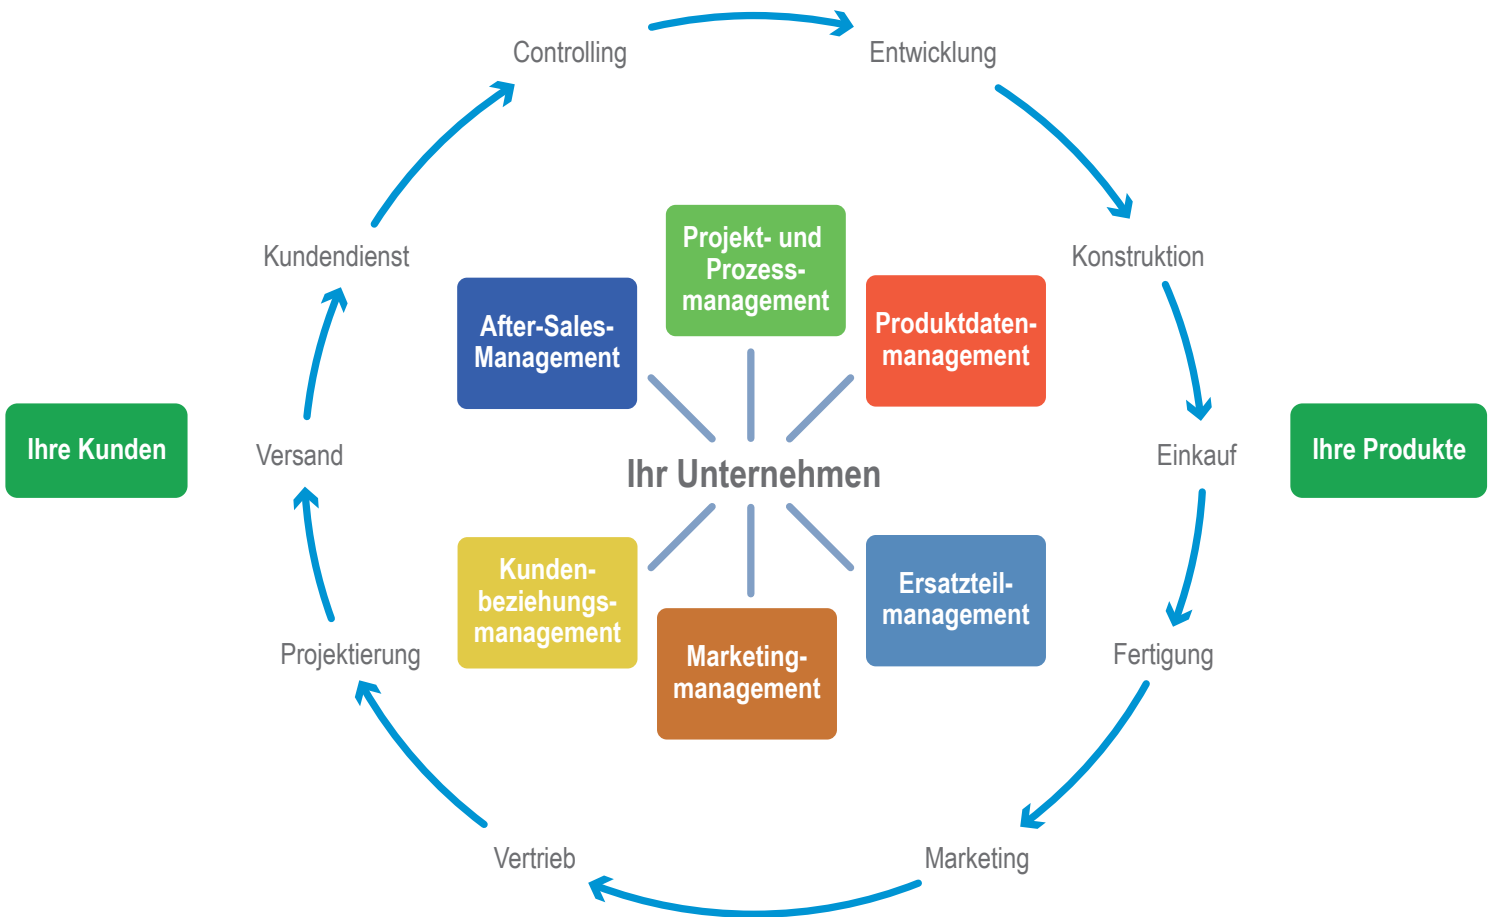 Controlling
Entwicklung
Kundendienst
Konstruktion
Projekt- und
Prozess-
management
After-Sales-
Management
Produktdaten-
management
Ihre Kunden
Versand
Ihr Unternehmen
Einkauf
Ihre Produkte
Kunden-
beziehungs-
management
Marketing-
management
Ersatzteil-
management
Projektierung
Fertigung
Vertrieb
Marketing